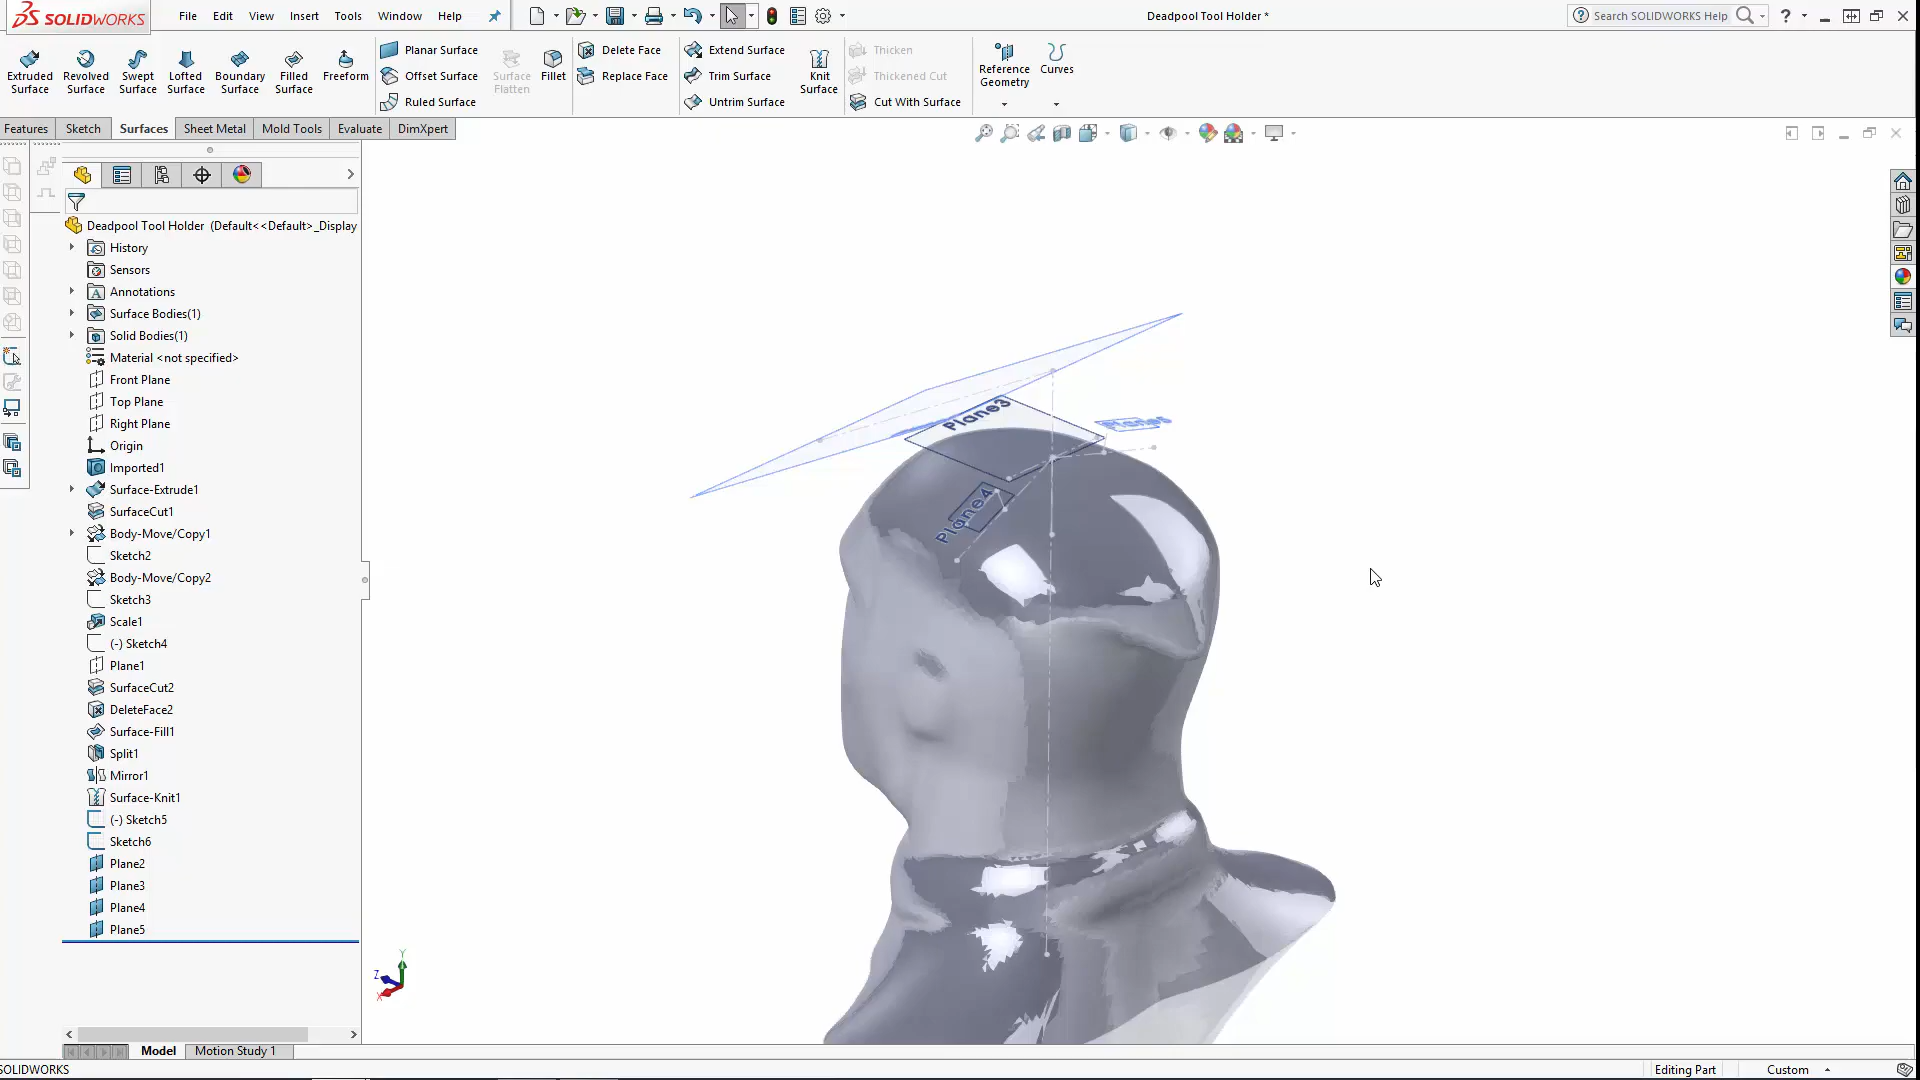 SOLIDWORKS
File Edit View Insert Tools Window Help
Deadpool Tool Holder *
Search SOLIDWORKS Help
Extruded Surface
Revolved Surface
Swept Surface
Lofted Surface
Boundary Surface
Filled Surface
Freeform
Planar Surface
Offset Surface
Ruled Surface
Surface Flatten
Fillet
Delete Face
Replace Face
Extend Surface
Trim Surface
Untrim Surface
Knit Surface
Thicken
Thickened Cut
Cut With Surface
Reference Geometry
Curves
Features Sketch Surfaces Sheet Metal Mold Tools Evaluate DimXpert
Deadpool Tool Holder (Default<<Default>_Display
History
Sensors
Annotations
Surface Bodies(1)
Solid Bodies(1)
Material <not specified>
Front Plane
Top Plane
Right Plane
Origin
Imported1
Surface-Extrude1
SurfaceCut1
Body-Move/Copy1
Sketch2
Body-Move/Copy2
Sketch3
Scale1
(-) Sketch4
Plane1
SurfaceCut2
DeleteFace2
Surface-Fill1
Split1
Mirror1
Surface-Knit1
(-) Sketch5
Sketch6
Plane2
Plane3
Plane4
Plane5
Plane3
Plane5
Plane4
Y
Z
X
Model Motion Study 1
SOLIDWORKS
Editing Part
Custom